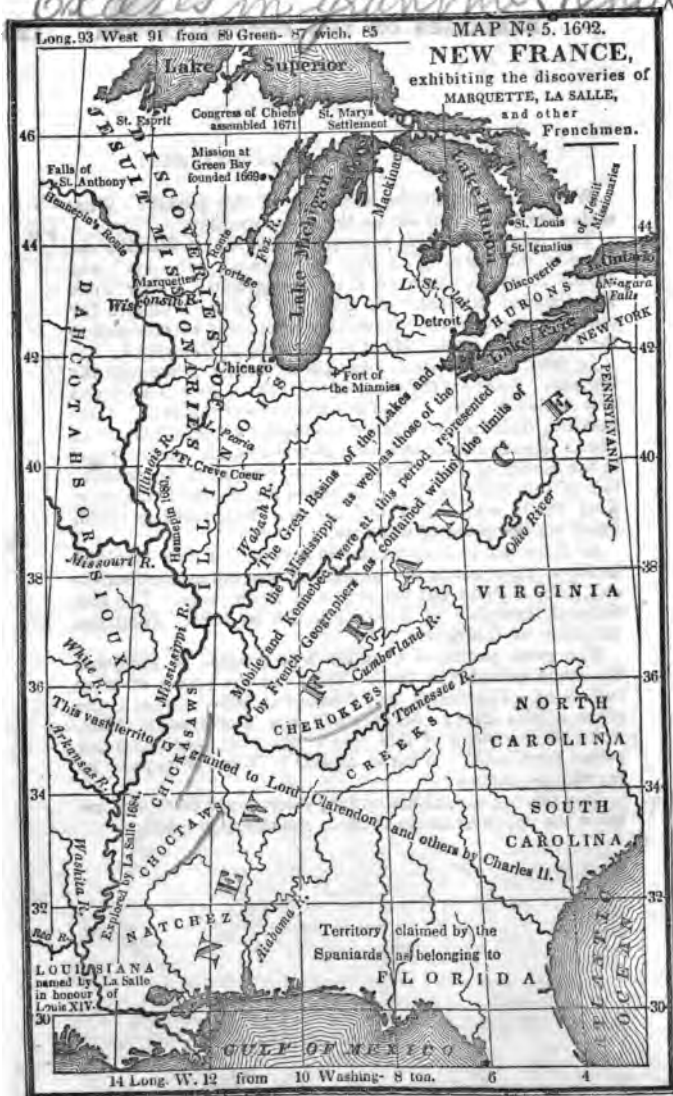 Long. 93 West 91 from 89 Green- 87 wich. 85
MAP No 5. 1692.
NEW FRANCE,
exhibiting the discoveries of
MARQUETTE, LA SALLE,
and other
Frenchmen.
Lake Superior
St. Esprit
Congress of Chiefs
assembled 1671
St. Marys
Settlement
46
DISCOVERIES OF
JESUIT MISSIONARIES
Mission at
Green Bay
founded 1669
Falls of
St. Anthony
Hennepin's Route
Mackinac
Lake Huron
Lake Michigan
Fox R.
Route
Portage
Marquettes
Wisconsin R.
St. Louis
St. Ignatius
Discoveries of Jesuit
Missionaries
44
44
L. Ontario
Niagara
Falls
HURONS
L. St. Clair
Detroit
Lake Erie
NEW YORK
42
42
DAHCOTAHS OR SIOUX
Chicago
Fort of
the Miamies
PENNSYLVANIA
L. Peoria
Ft. Creve Coeur
Illinois R.
Hennepin 1680.
ILLINOIS
Wabash R.
40
40
The Great Basins of the Lakes and
the Mississippi as well as those of the
Mobile and Kennebec were at this period represented
by French Geographers as contained within the limits of
NEW FRANCE
Ohio River
Missouri R.
38
38
VIRGINIA
White R.
Mississippi R.
Cumberland R.
36
36
CHEROKEES
Tennessee R.
NORTH
CAROLINA
This vast territory granted to Lord Clarendon and others by Charles II.
Arkansas R.
CHICKASAWS
CREEKS
34
34
CHOCTAWS
SOUTH
CAROLINA
Explored by La Salle 1684.
Washita R.
32
32
Red R.
NATCHEZ
Alabama R.
Territory claimed by the
Spaniards as belonging to
FLORIDA
ATLANTIC
OCEAN
LOUISIANA
named by La Salle
in honour of
Louis XIV.
30
30
GULF OF MEXICO
14 Long. W. 12 from 10 Washing- 8 ton. 6 4